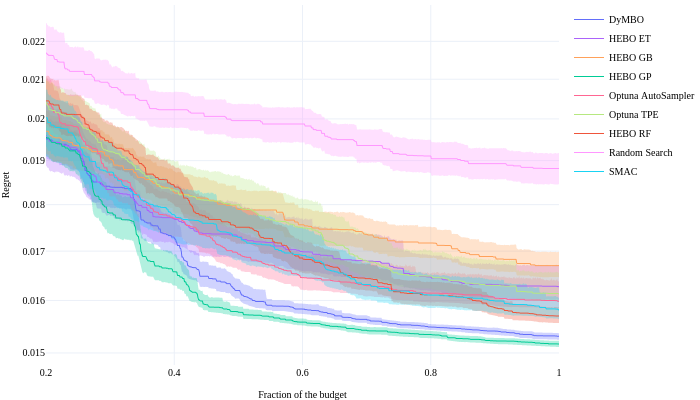 0.022
0.021
0.02
0.019
0.018
0.017
0.016
0.015
Regret
0.2
0.4
0.6
0.8
1
Fraction of the budget
DyMBO
HEBO ET
HEBO GB
HEBO GP
Optuna AutoSampler
Optuna TPE
HEBO RF
Random Search
SMAC